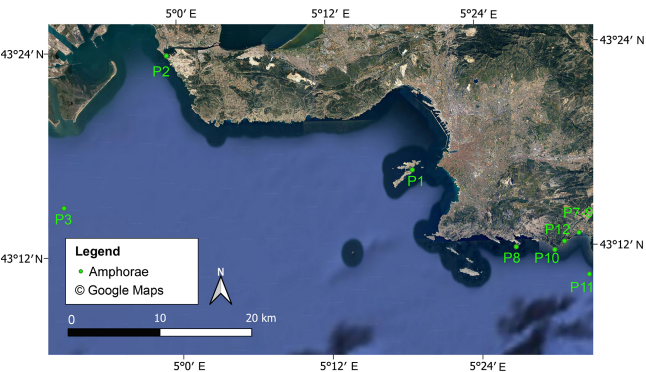 5°0′ E 5°12′ E 5°24′ E
43°24′ N 43°24′ N
P2
P1
P3
P7-9
P12
P8 P10
43°12′ N 43°12′ N
P11
Legend
Amphorae
© Google Maps
N
0 10 20 km
5°0′ E 5°12′ E 5°24′ E